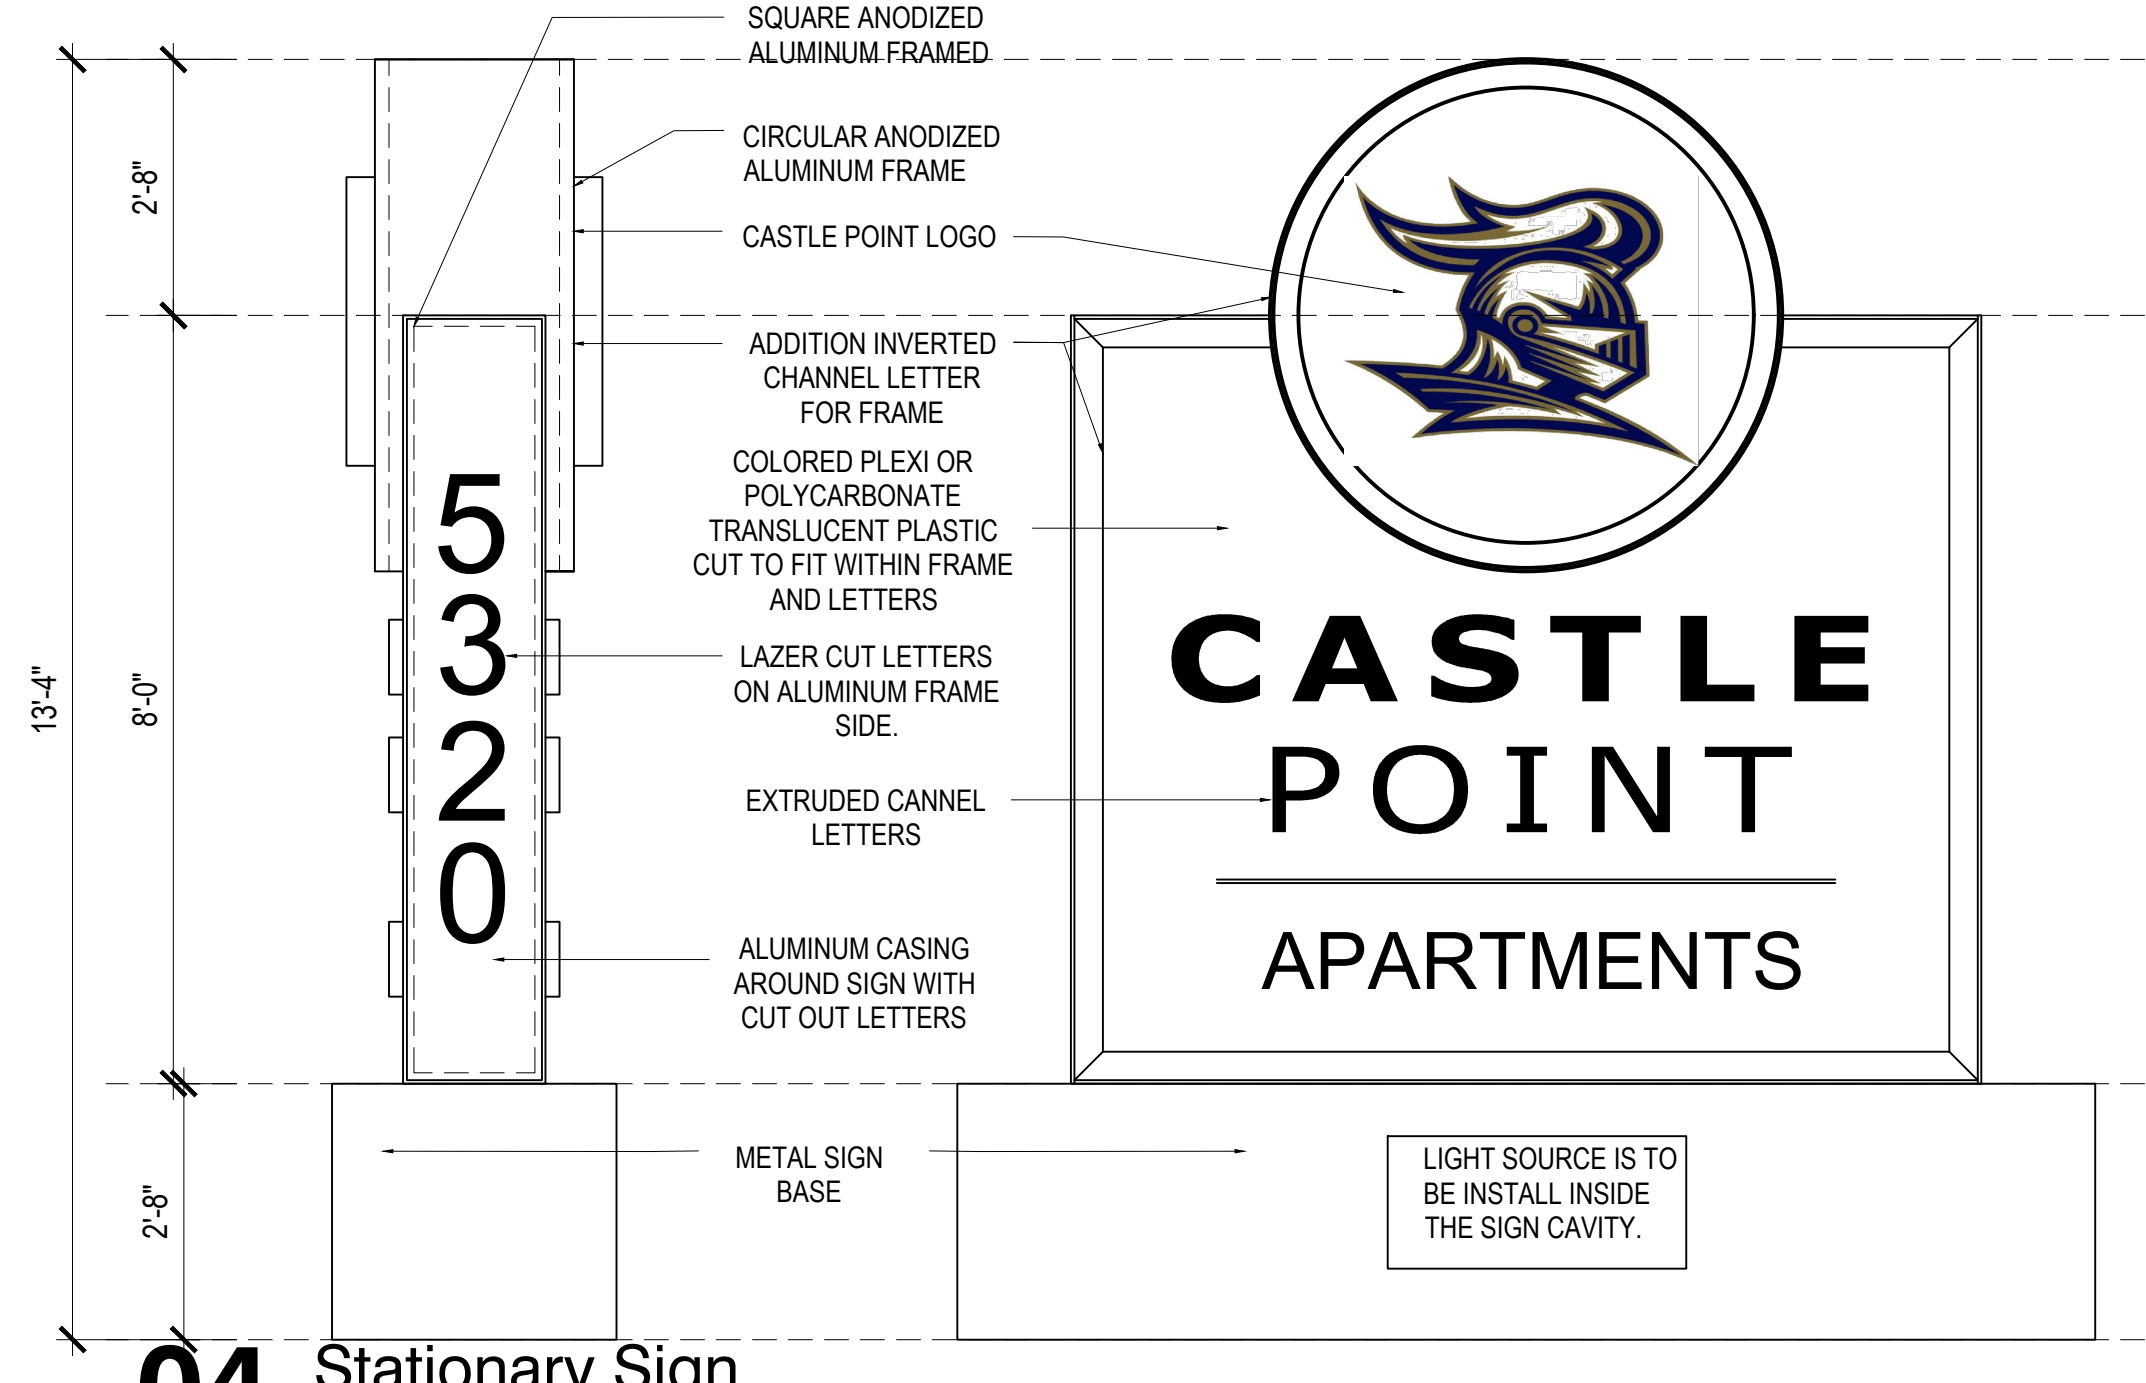 SQUARE ANODIZED
ALUMINUM FRAMED
CIRCULAR ANODIZED
ALUMINUM FRAME
CASTLE POINT LOGO
ADDITION INVERTED
CHANNEL LETTER
FOR FRAME
COLORED PLEXI OR
POLYCARBONATE
TRANSLUCENT PLASTIC
CUT TO FIT WITHIN FRAME
AND LETTERS
LAZER CUT LETTERS
ON ALUMINUM FRAME
SIDE.
EXTRUDED CANNEL
LETTERS
ALUMINUM CASING
AROUND SIGN WITH
CUT OUT LETTERS
METAL SIGN
BASE
2'-8"
13'-4"
8'-0"
2'-8"
5
3
2
0
CASTLE
POINT
APARTMENTS
LIGHT SOURCE IS TO
BE INSTALL INSIDE
THE SIGN CAVITY.
04 Stationary Sign